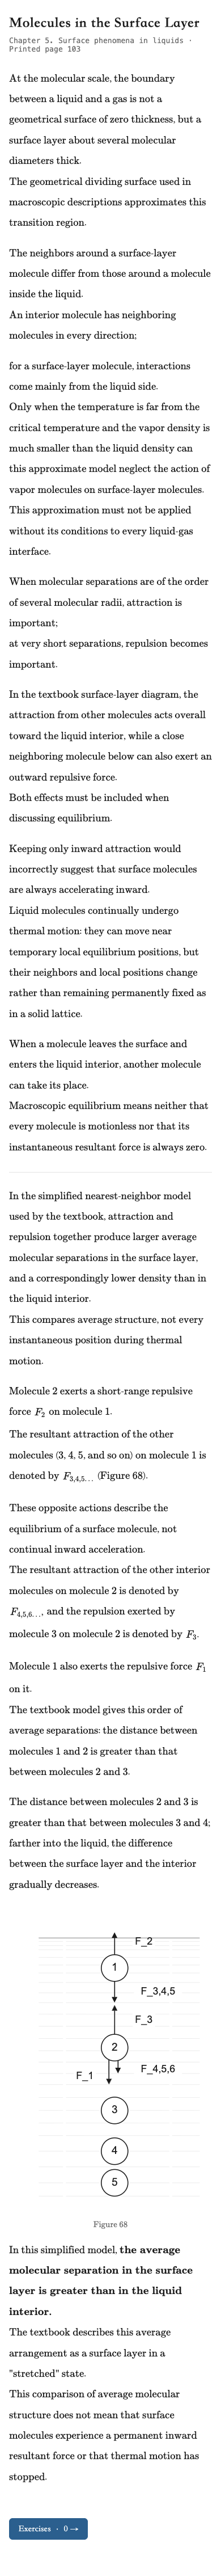 Molecules in the Surface Layer
Chapter 5. Surface phenomena in liquids ·
Printed page 103
At the molecular scale, the boundary
between a liquid and a gas is not a
geometrical surface of zero thickness, but a
surface layer about several molecular
diameters thick.
The geometrical dividing surface used in
macroscopic descriptions approximates this
transition region.
The neighbors around a surface-layer
molecule differ from those around a molecule
inside the liquid.
An interior molecule has neighboring
molecules in every direction;
for a surface-layer molecule, interactions
come mainly from the liquid side.
Only when the temperature is far from the
critical temperature and the vapor density is
much smaller than the liquid density can
this approximate model neglect the action of
vapor molecules on surface-layer molecules.
This approximation must not be applied
without its conditions to every liquid-gas
interface.
When molecular separations are of the order
of several molecular radii, attraction is
important;
at very short separations, repulsion becomes
important.
In the textbook surface-layer diagram, the
attraction from other molecules acts overall
toward the liquid interior, while a close
neighboring molecule below can also exert an
outward repulsive force.
Both effects must be included when
discussing equilibrium.
Keeping only inward attraction would
incorrectly suggest that surface molecules
are always accelerating inward.
Liquid molecules continually undergo
thermal motion: they can move near
temporary local equilibrium positions, but
their neighbors and local positions change
rather than remaining permanently fixed as
in a solid lattice.
When a molecule leaves the surface and
enters the liquid interior, another molecule
can take its place.
Macroscopic equilibrium means neither that
every molecule is motionless nor that its
instantaneous resultant force is always zero.
In the simplified nearest-neighbor model
used by the textbook, attraction and
repulsion together produce larger average
molecular separations in the surface layer,
and a correspondingly lower density than in
the liquid interior.
This compares average structure, not every
instantaneous position during thermal
motion.
Molecule 2 exerts a short-range repulsive
force F₂ on molecule 1.
The resultant attraction of the other
molecules (3, 4, 5, and so on) on molecule 1 is
denoted by F₃,₄,₅... (Figure 68).
These opposite actions describe the
equilibrium of a surface molecule, not
continual inward acceleration.
The resultant attraction of the other interior
molecules on molecule 2 is denoted by
F₄,₅,₆..., and the repulsion exerted by
molecule 3 on molecule 2 is denoted by F₃.
Molecule 1 also exerts the repulsive force F₁
on it.
The textbook model gives this order of
average separations: the distance between
molecules 1 and 2 is greater than that
between molecules 2 and 3.
The distance between molecules 2 and 3 is
greater than that between molecules 3 and 4;
farther into the liquid, the difference
between the surface layer and the interior
gradually decreases.
F_2
1
F_3,4,5
F_3
2
F_4,5,6
F_1
3
4
5
Figure 68
In this simplified model, the average
molecular separation in the surface
layer is greater than in the liquid
interior.
The textbook describes this average
arrangement as a surface layer in a
"stretched" state.
This comparison of average molecular
structure does not mean that surface
molecules experience a permanent inward
resultant force or that thermal motion has
stopped.
Exercises · 0 →